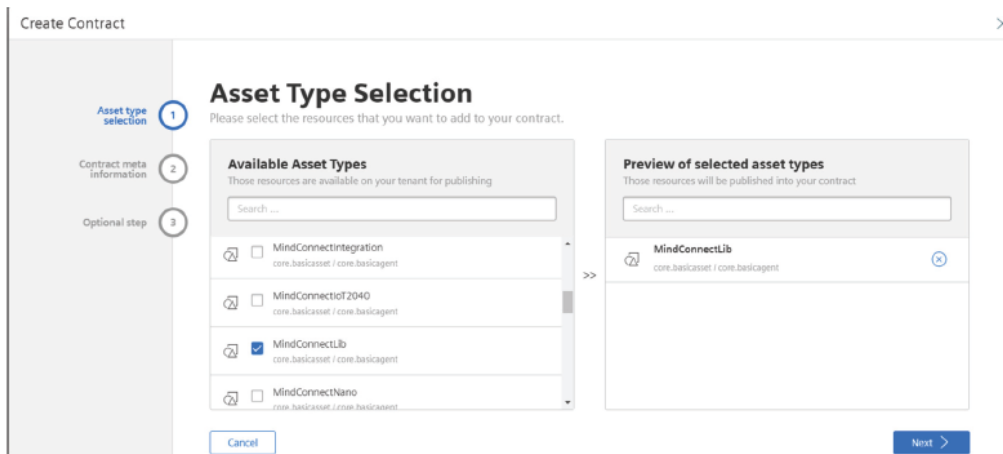 Create Contract
Asset type
selection
1
Contract meta
information
2
Optional step
3
Asset Type Selection
Please select the resources that you want to add to your contract.
Available Asset Types
Those resources are available on your tenant for publishing
Search ...
MindConnectIntegration
core.basicasset / core.basicagent
MindConnectIoT2040
core.basicasset / core.basicagent
MindConnectLib
core.basicasset / core.basicagent
MindConnectNano
core.basicasset / core.basicagent
>>
Preview of selected asset types
Those resources will be published into your contract
Search ...
MindConnectLib
core.basicasset / core.basicagent
Cancel
Next